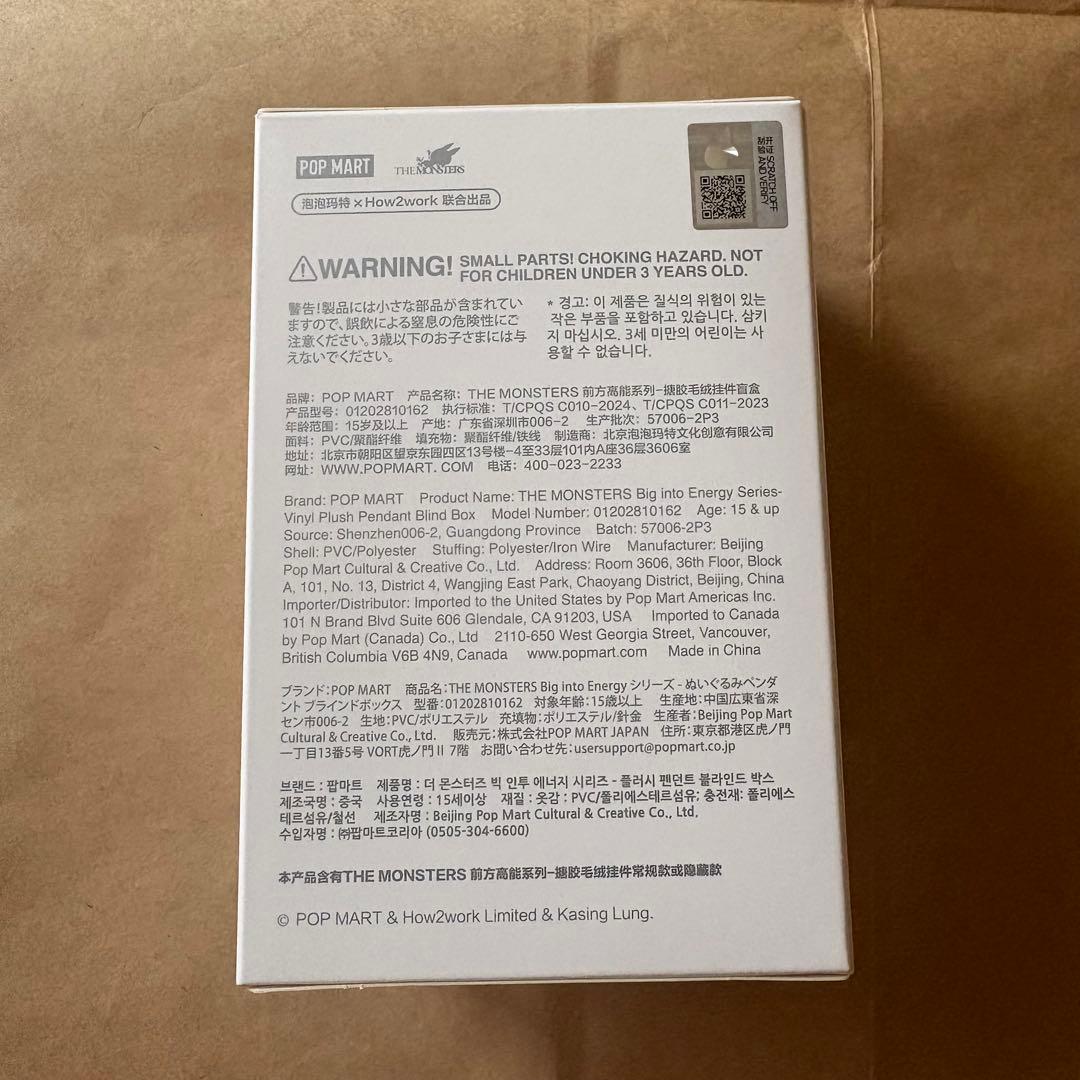 POP MART
THE MONSTERS
泡泡玛特 × How2work 联合出品
刮开验证 SCRATCH OFF AND VERIFY
WARNING! SMALL PARTS! CHOKING HAZARD. NOT
FOR CHILDREN UNDER 3 YEARS OLD.
警告!製品には小さな部品が含まれてい
ますので、誤飲による窒息の危険性にご
注意ください。3歳以下のお子さまには与
えないでください。
* 경고: 이 제품은 질식의 위험이 있는
작은 부품을 포함하고 있습니다. 삼키
지 마십시오. 3세 미만의 어린이는 사
용할 수 없습니다.
品牌: POP MART 产品名称: THE MONSTERS 前方高能系列-搪胶毛绒挂件盲盒
产品型号: 01202810162 执行标准: T/CPQS C010-2024、T/CPQS C011-2023
年龄范围: 15岁及以上 产地: 广东省深圳市006-2 生产批次: 57006-2P3
面料: PVC/聚酯纤维 填充物: 聚酯纤维/铁线 制造商: 北京泡泡玛特文化创意有限公司
地址: 北京市朝阳区望京东园四区13号楼-4至33层101内A座36层3606室
网址: WWW.POPMART. COM 电话: 400-023-2233
Brand: POP MART Product Name: THE MONSTERS Big into Energy Series-
Vinyl Plush Pendant Blind Box Model Number: 01202810162 Age: 15 & up
Source: Shenzhen006-2, Guangdong Province Batch: 57006-2P3
Shell: PVC/Polyester Stuffing: Polyester/Iron Wire Manufacturer: Beijing
Pop Mart Cultural & Creative Co., Ltd. Address: Room 3606, 36th Floor, Block
A, 101, No. 13, District 4, Wangjing East Park, Chaoyang District, Beijing, China
Importer/Distributor: Imported to the United States by Pop Mart Americas Inc.
101 N Brand Blvd Suite 606 Glendale, CA 91203, USA Imported to Canada
by Pop Mart (Canada) Co., Ltd 2110-650 West Georgia Street, Vancouver,
British Columbia V6B 4N9, Canada www.popmart.com Made in China
ブランド:POP MART 商品名:THE MONSTERS Big into Energy シリーズ - ぬいぐるみペンダ
ント ブラインドボックス 型番:01202810162 対象年齢:15歳以上 生産地:中国広東省深
セン市006-2 生地:PVC/ポリエステル 充填物:ポリエステル/針金 生産者:Beijing Pop Mart
Cultural & Creative Co., Ltd. 販売元:株式会社POP MART JAPAN 住所:東京都港区虎ノ門
一丁目13番5号 VORT虎ノ門Ⅱ 7階 お問い合わせ先:usersupport@popmart.co.jp
브랜드 : 팝마트 제품명 : 더 몬스터즈 빅 인투 에너지 시리즈 - 플러시 펜던트 블라인드 박스
제조국명 : 중국 사용연령 : 15세이상 재질 : 옷감 : PVC/폴리에스테르섬유; 충전재: 폴리에스
테르섬유/철선 제조자명 : Beijing Pop Mart Cultural & Creative Co., Ltd.
수입자명 : ㈜팝마트코리아 (0505-304-6600)
本产品含有THE MONSTERS 前方高能系列-搪胶毛绒挂件常规款或隐藏款
© POP MART & How2work Limited & Kasing Lung.